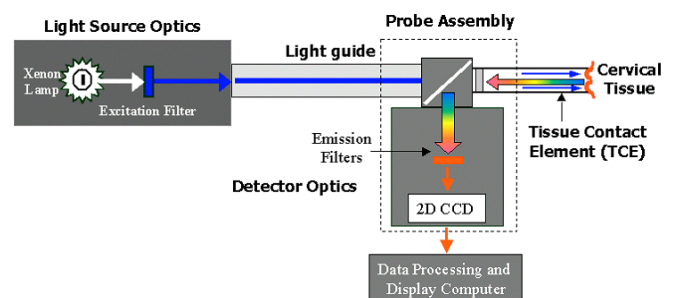 Light Source Optics
Probe Assembly
Light guide
Xenon
Lamp
Excitation Filter
Cervical
Tissue
Tissue Contact
Element (TCE)
Emission
Filters
Detector Optics
2D CCD
Data Processing and
Display Computer